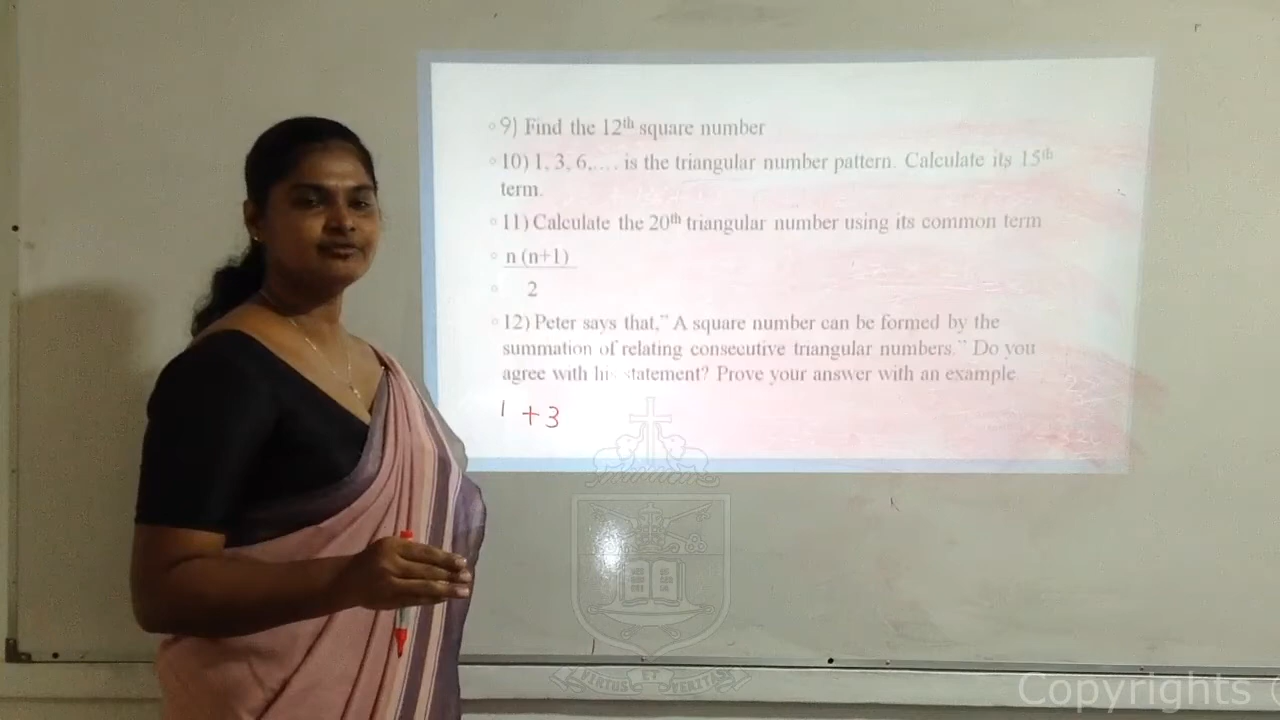 9) Find the 12th square number
10) 1, 3, 6,.... is the triangular number pattern. Calculate its 15th
term.
11) Calculate the 20th triangular number using its common term
n (n+1)
2
12) Peter says that,” A square number can be formed by the
summation of relating consecutive triangular numbers.” Do you
agree with his statement? Prove your answer with an example
1 + 3
VIRTUS ET VERITAS
Copyrights